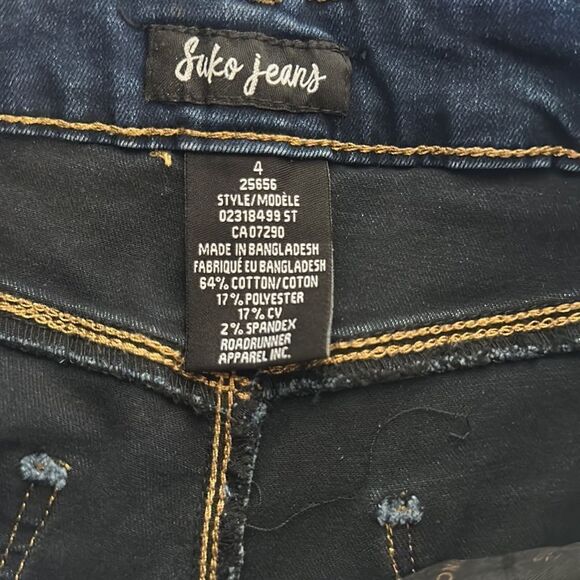 Suko jeans
4
25656
STYLE/MODÈLE
02318499 ST
CA07290
MADE IN BANGLADESH
FABRIQUÉ EU BANGLADESH
64% COTTON/COTON
17% POLYESTER
17% CV
2% SPANDEX
ROADRUNNER
APPAREL INC.